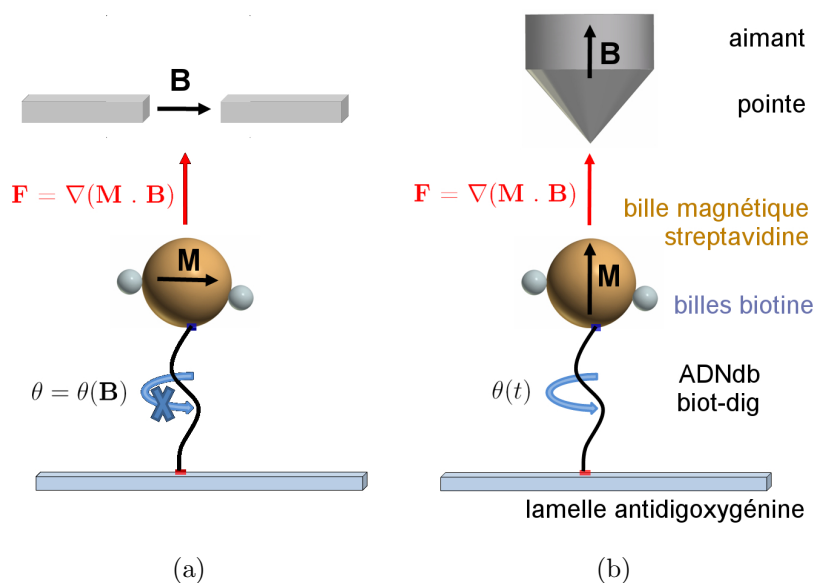 B
F = ∇(M . B)
M
θ = θ(B)
(a)
B
aimant
pointe
F = ∇(M . B)
bille magnétique
streptavidine
M
billes biotine
θ(t)
ADNdb
biot-dig
lamelle antidigoxygénine
(b)